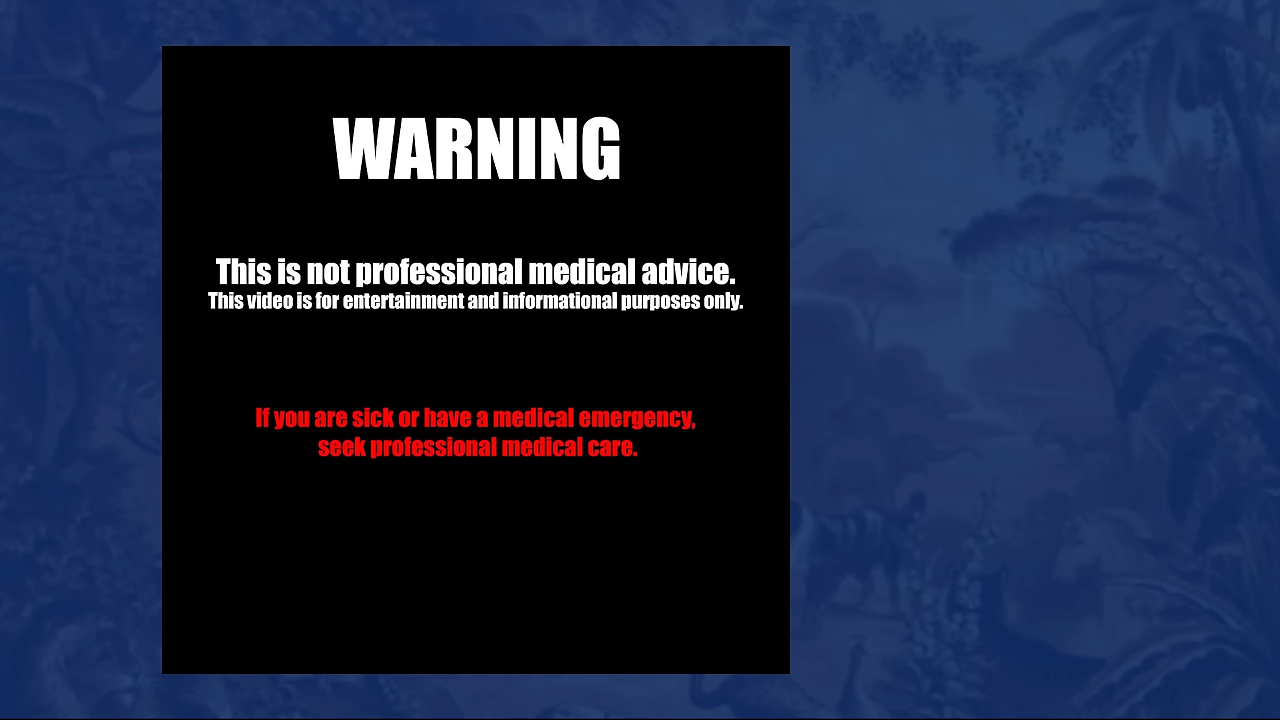 WARNING
This is not professional medical advice.
This video is for entertainment and informational purposes only.
If you are sick or have a medical emergency,
seek professional medical care.